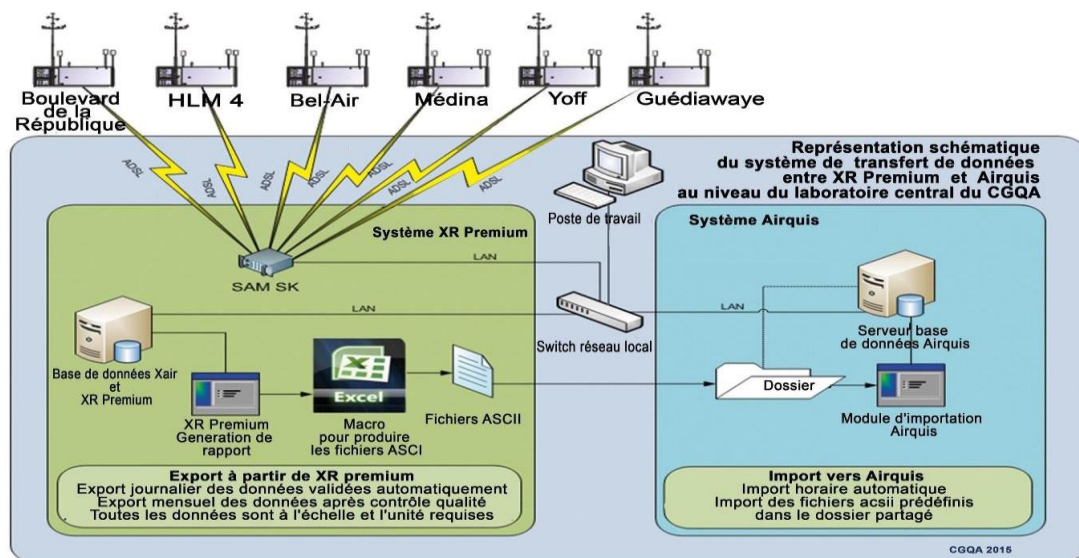 Boulevard
de la
République
HLM 4
Bel-Air
Médina
Yoff
Guédiawaye
ADSL
ADSL
ADSL
ADSL
ADSL
ADSL
Représentation schématique
du système de transfert de données
entre XR Premium et Airquis
au niveau du laboratoire central du CGQA
Poste de travail
Système XR Premium
Système Airquis
LAN
SAM SK
LAN
LAN
Switch réseau local
Serveur base
de données Airquis
Base de données Xair
et
XR Premium
Excel
Dossier
XR Premium
Generation de
rapport
Macro
pour produire
les fichiers ASCI
Fichiers ASCII
Module d'importation
Airquis
Export à partir de XR premium
Export journalier des données validées automatiquement
Export mensuel des données après contrôle qualité
Toutes les données sont à l'échelle et l'unité requises
Import vers Airquis
Import horaire automatique
Import des fichiers acsii prédéfinis
dans le dossier partagé
CGQA 2015